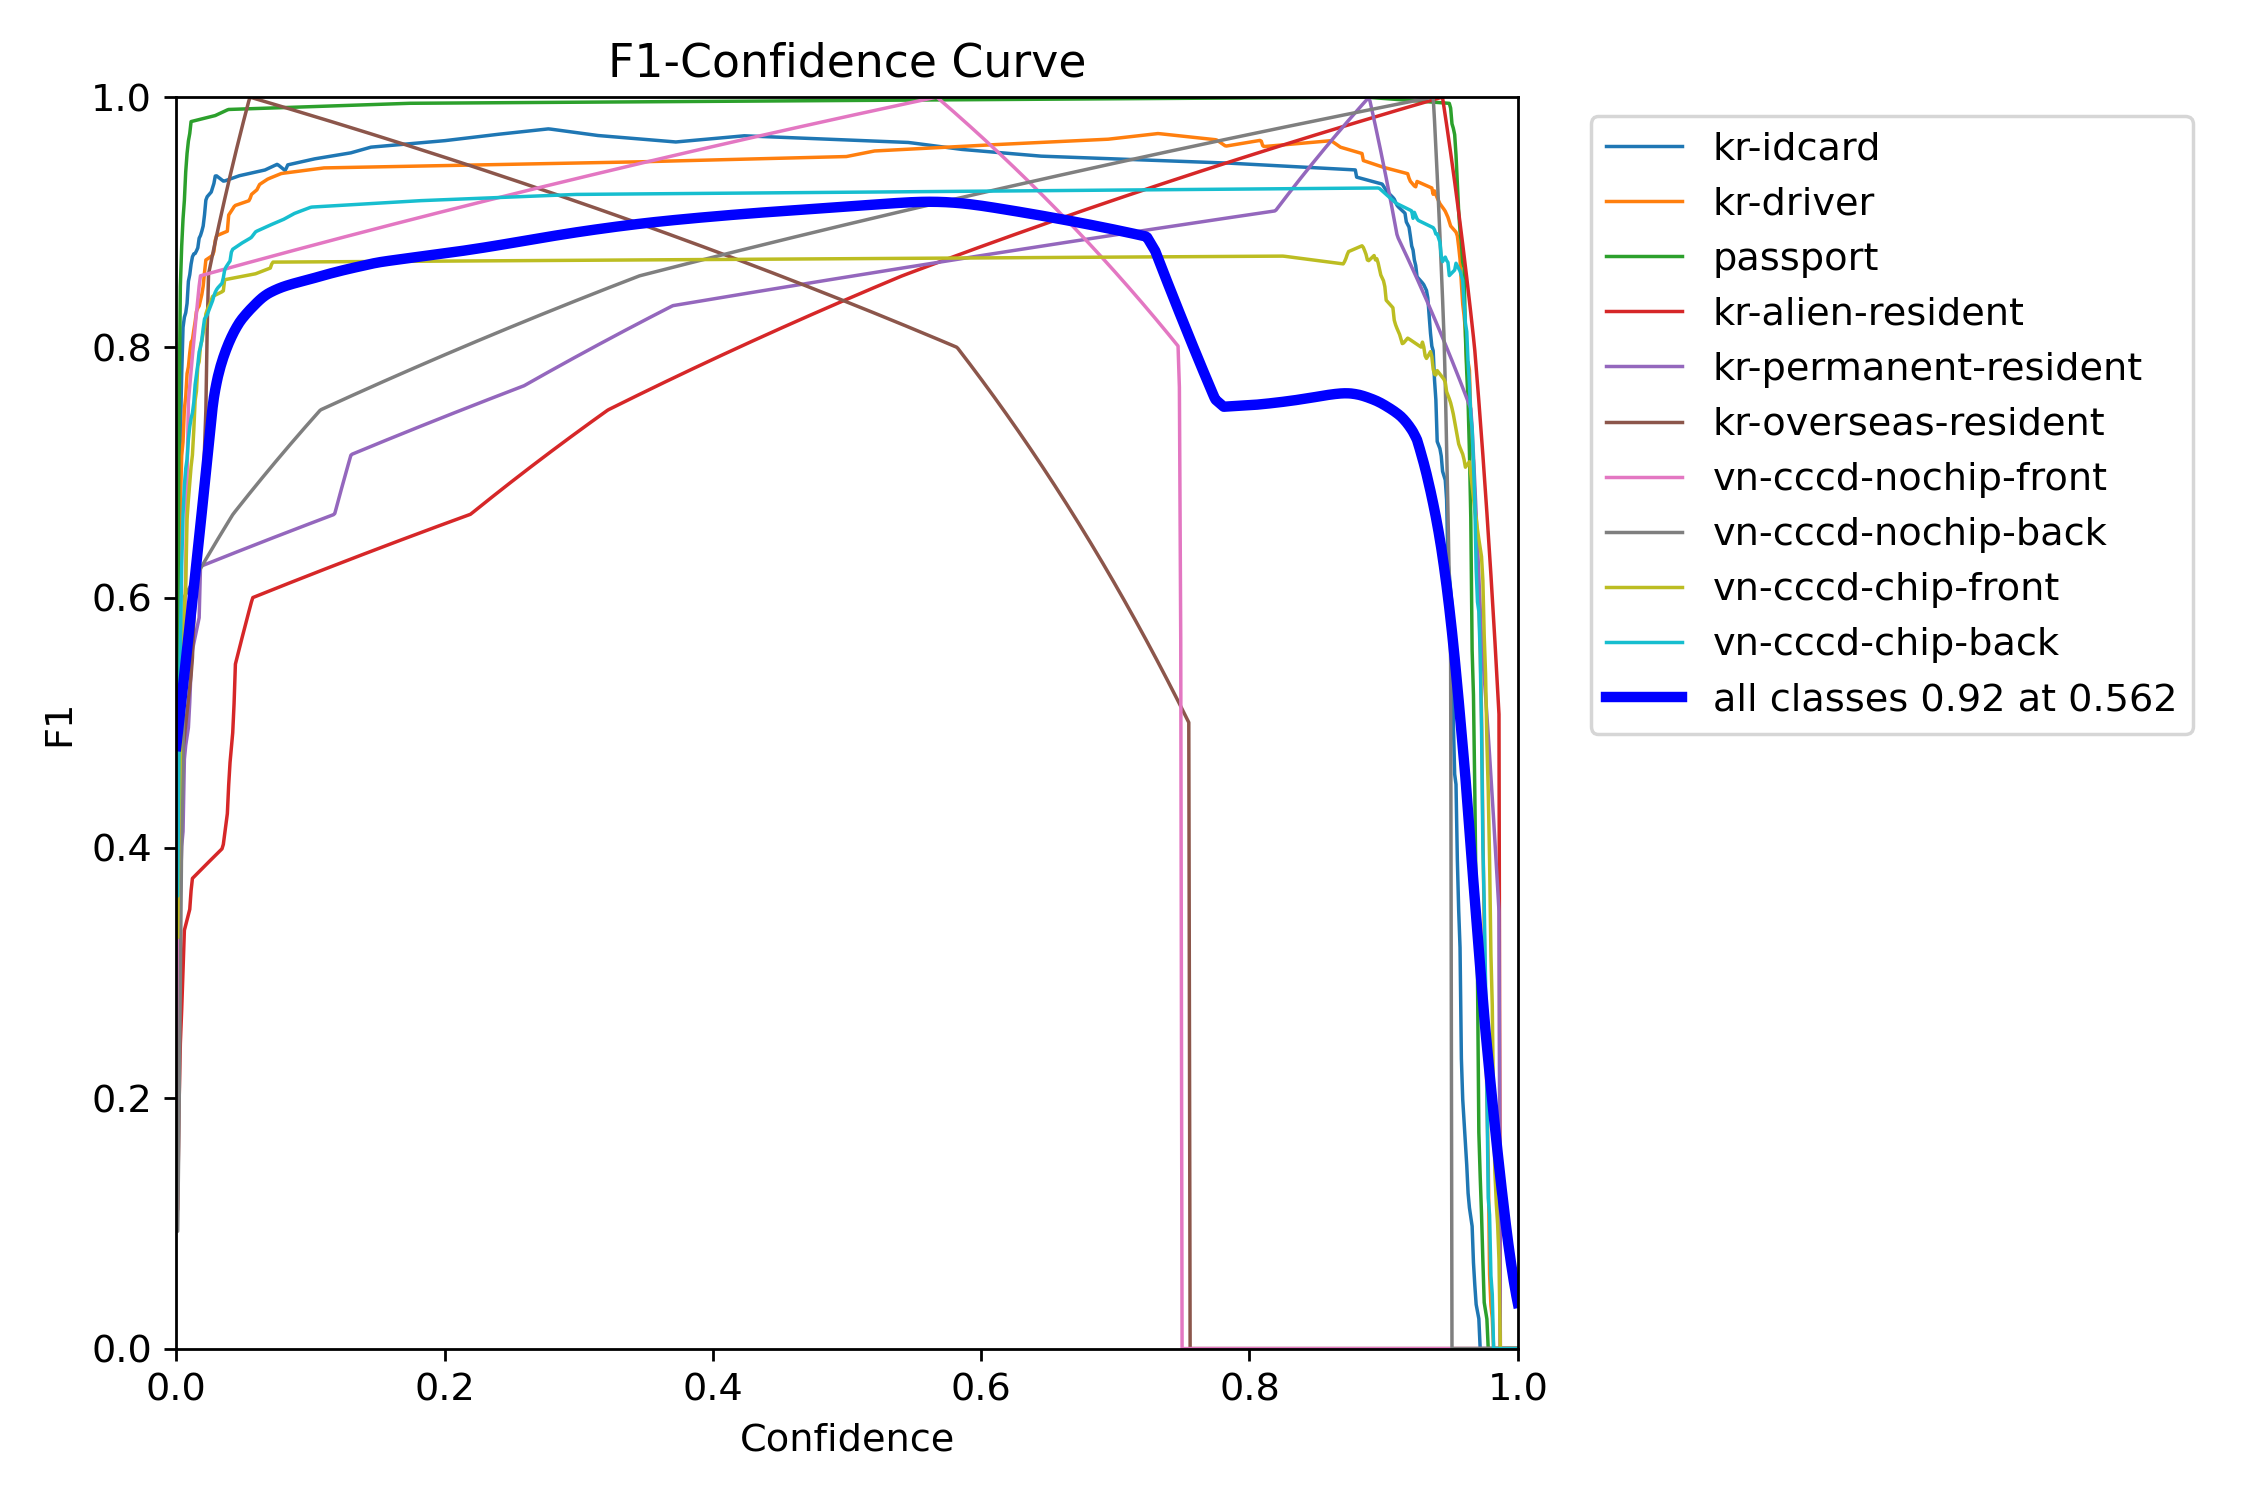 F1-Confidence Curve
1.0
0.8
0.6
0.4
0.2
0.0
F1
0.0 0.2 0.4 0.6 0.8 1.0
Confidence
kr-idcard
kr-driver
passport
kr-alien-resident
kr-permanent-resident
kr-overseas-resident
vn-cccd-nochip-front
vn-cccd-nochip-back
vn-cccd-chip-front
vn-cccd-chip-back
all classes 0.92 at 0.562